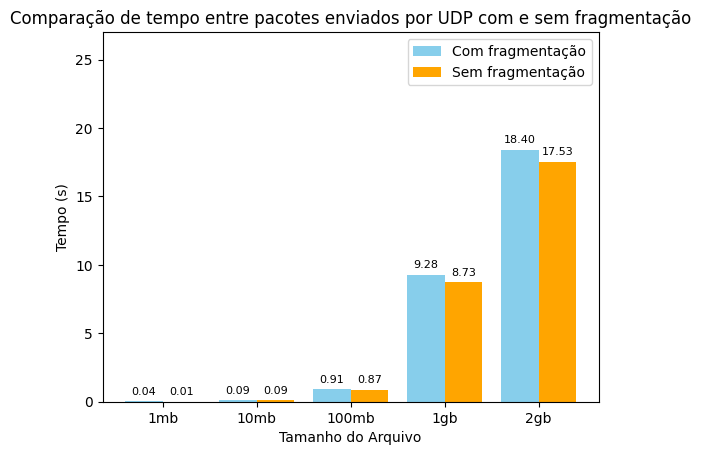 Comparação de tempo entre pacotes enviados por UDP com e sem fragmentação
Com fragmentação
Sem fragmentação
Tempo (s)
25
20
15
10
5
0
0.04
0.01
0.09
0.09
0.91
0.87
9.28
8.73
18.40
17.53
1mb
10mb
100mb
1gb
2gb
Tamanho do Arquivo